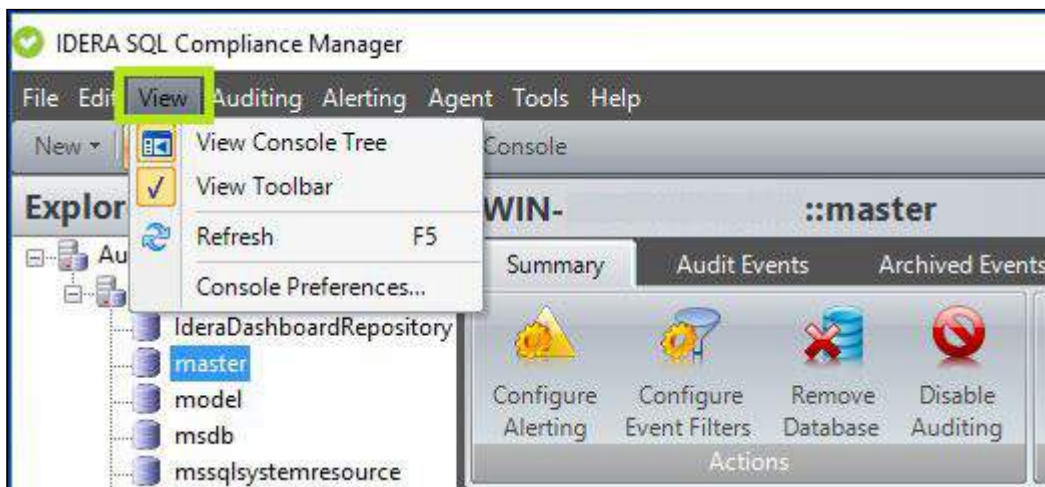 IDERA SQL Compliance Manager
File Edit View Auditing Alerting Agent Tools Help
New Console
View Console Tree
View Toolbar
Refresh F5
Console Preferences...
Explor
WIN- ::master
Au
Summary Audit Events Archived Events
IderaDashboardRepository
master
model
msdb
mssqlsystemresource
Configure Alerting
Configure Event Filters
Remove Database
Disable Auditing
Actions